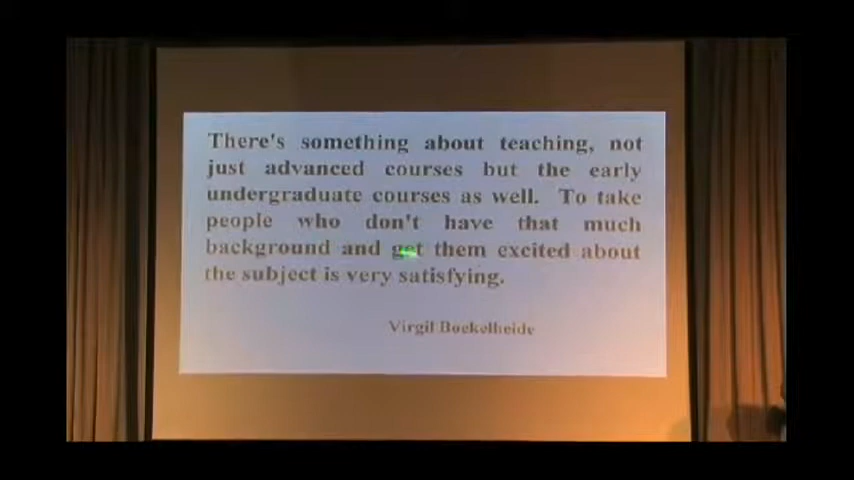 There's something about teaching, not
just advanced courses but the early
undergraduate courses as well. To take
people who don't have that much
background and get them excited about
the subject is very satisfying.
Virgil Boekelheide